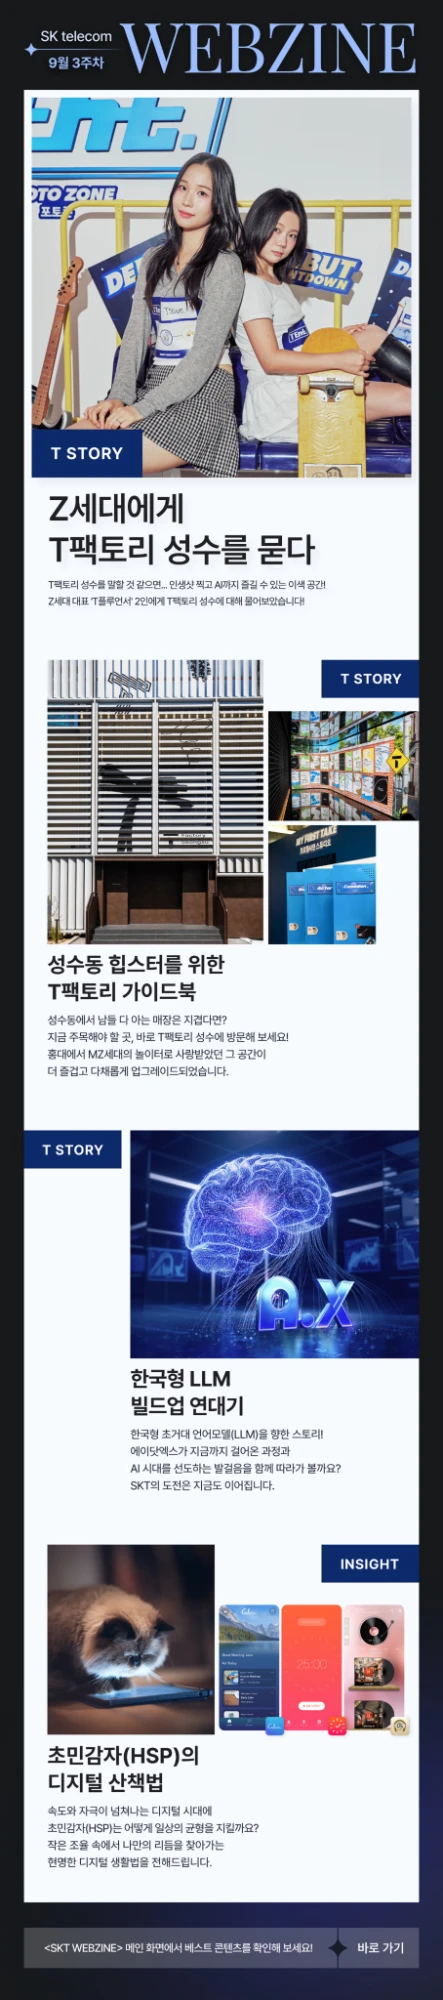 SK telecom
9월 3주차
WEBZINE
OTO ZONE
BUT
NTDOWN
T STORY
Z세대에게
T팩토리 성수를 묻다
T팩토리 성수를 말할 것 같으면... 인생샷 찍고 AI까지 즐길 수 있는 이색 공간!
Z세대 대표 'T플루언서' 2인에게 T팩토리 성수에 대해 물어보았습니다!
T STORY
MY FIRST TAKE
성수동 힙스터를 위한
T팩토리 가이드북
성수동에서 남들 다 아는 매장은 지겹다면?
지금 주목해야 할 곳, 바로 T팩토리 성수에 방문해 보세요!
홍대에서 MZ세대의 놀이터로 사랑받았던 그 공간이
더 즐겁고 다채롭게 업그레이드되었습니다.
T STORY
A.X
한국형 LLM
빌드업 연대기
한국형 초거대 언어모델(LLM)을 향한 스토리!
에이닷엑스가 지금까지 걸어온 과정과
AI 시대를 선도하는 발걸음을 함께 따라가 볼까요?
SKT의 도전은 지금도 이어집니다.
INSIGHT
25:00
초민감자(HSP)의
디지털 산책법
속도와 자극이 넘쳐나는 디지털 시대에
초민감자(HSP)는 어떻게 일상의 균형을 지킬까요?
작은 조율 속에서 나만의 리듬을 찾아가는
현명한 디지털 생활법을 전해드립니다.
<SKT WEBZINE> 메인 화면에서 베스트 콘텐츠를 확인해 보세요!
바로 가기